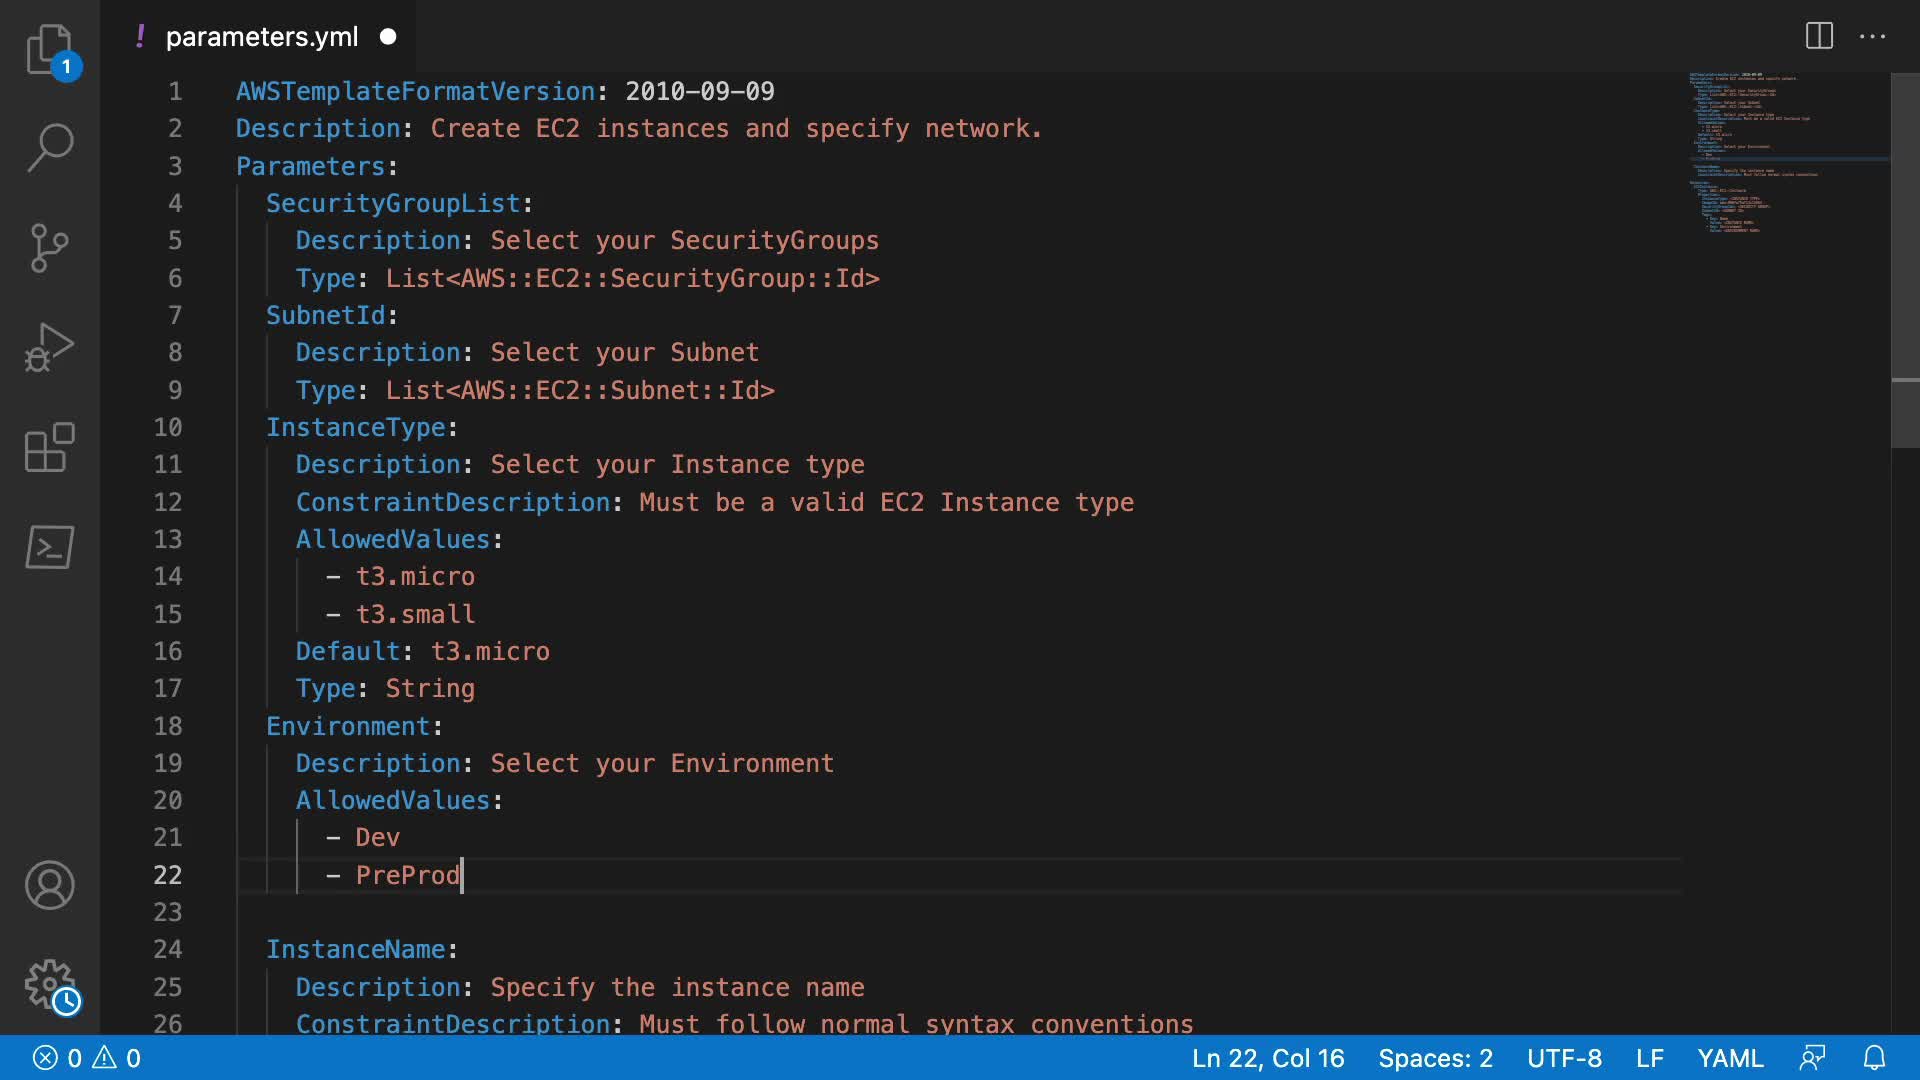 1
! parameters.yml
1 AWSTemplateFormatVersion: 2010-09-09
2 Description: Create EC2 instances and specify network.
3 Parameters:
4 SecurityGroupList:
5 Description: Select your SecurityGroups
6 Type: List<AWS::EC2::SecurityGroup::Id>
7 SubnetId:
8 Description: Select your Subnet
9 Type: List<AWS::EC2::Subnet::Id>
10 InstanceType:
11 Description: Select your Instance type
12 ConstraintDescription: Must be a valid EC2 Instance type
13 AllowedValues:
14 - t3.micro
15 - t3.small
16 Default: t3.micro
17 Type: String
18 Environment:
19 Description: Select your Environment
20 AllowedValues:
21 - Dev
22 - PreProd
23
24 InstanceName:
25 Description: Specify the instance name
26 ConstraintDescription: Must follow normal syntax conventions
0 0 Ln 22, Col 16 Spaces: 2 UTF-8 LF YAML